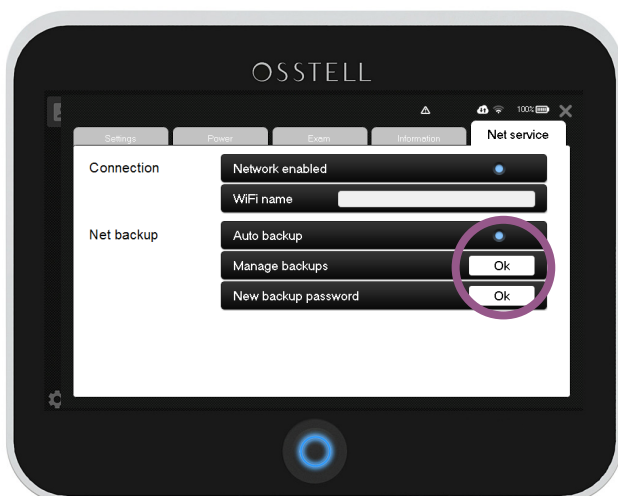 OSSTELL
100%
Settings Power Exam Information Net service
Connection Network enabled
WiFi name
Net backup Auto backup
Manage backups Ok
New backup password Ok